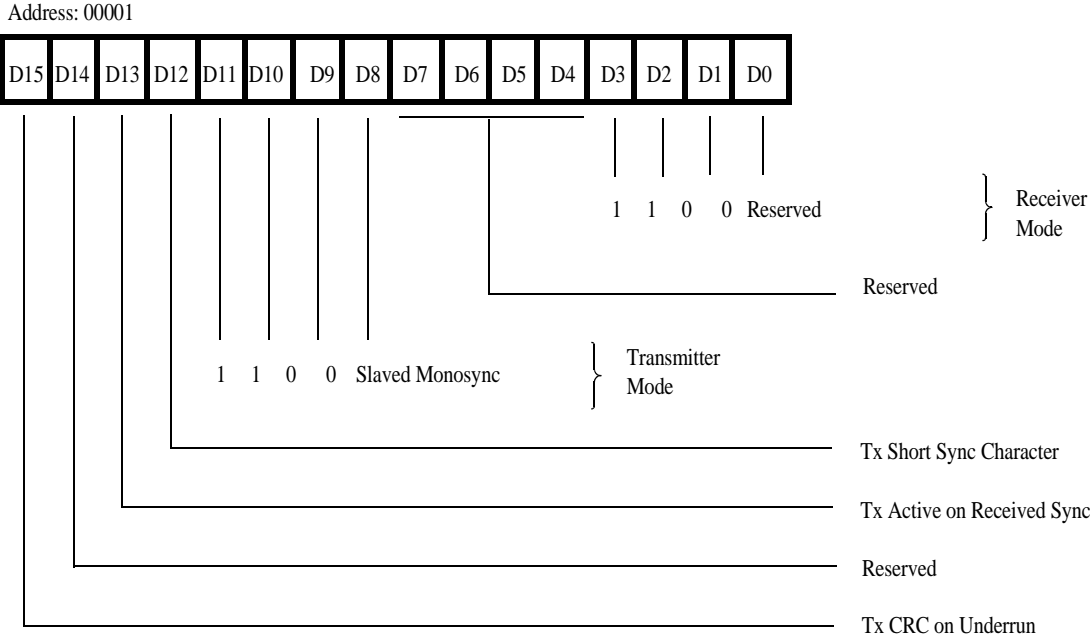 Address: 00001
D15 D14 D13 D12 D11 D10 D9 D8 D7 D6 D5 D4 D3 D2 D1 D0
1 1 0 0 Reserved
Receiver
Mode
Reserved
1 1 0 0 Slaved Monosync
Transmitter
Mode
Tx Short Sync Character
Tx Active on Received Sync
Reserved
Tx CRC on Underrun